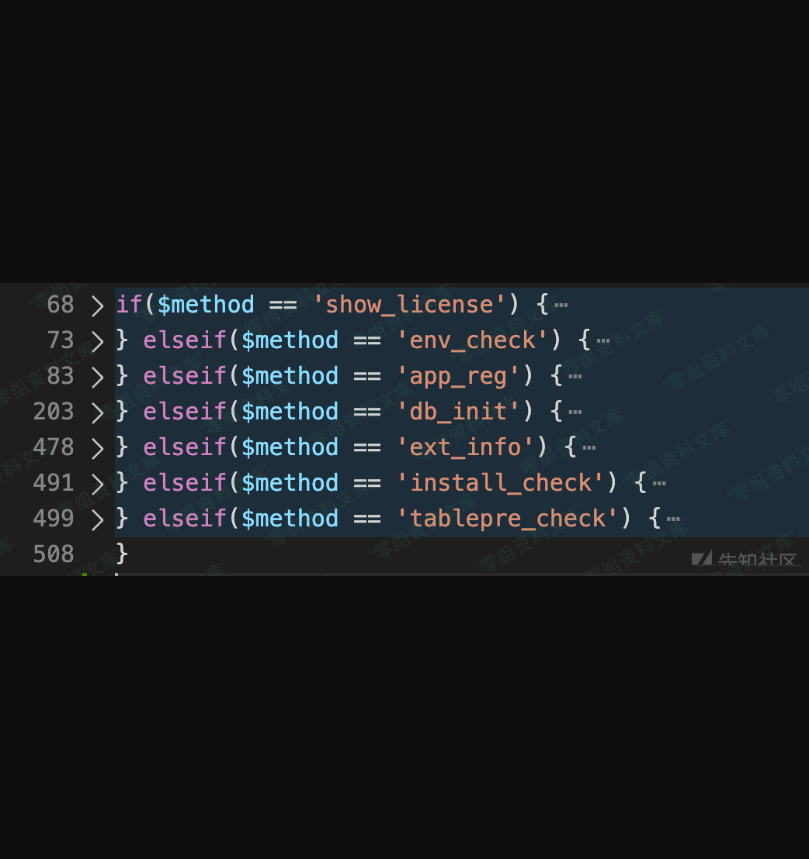 68 if($method == 'show_license') {…
73 } elseif($method == 'env_check') {…
83 } elseif($method == 'app_reg') {…
203 } elseif($method == 'db_init') {…
478 } elseif($method == 'ext_info') {…
491 } elseif($method == 'install_check') {…
499 } elseif($method == 'tablepre_check') {…
508 }
先知社区
'零组资料文库'